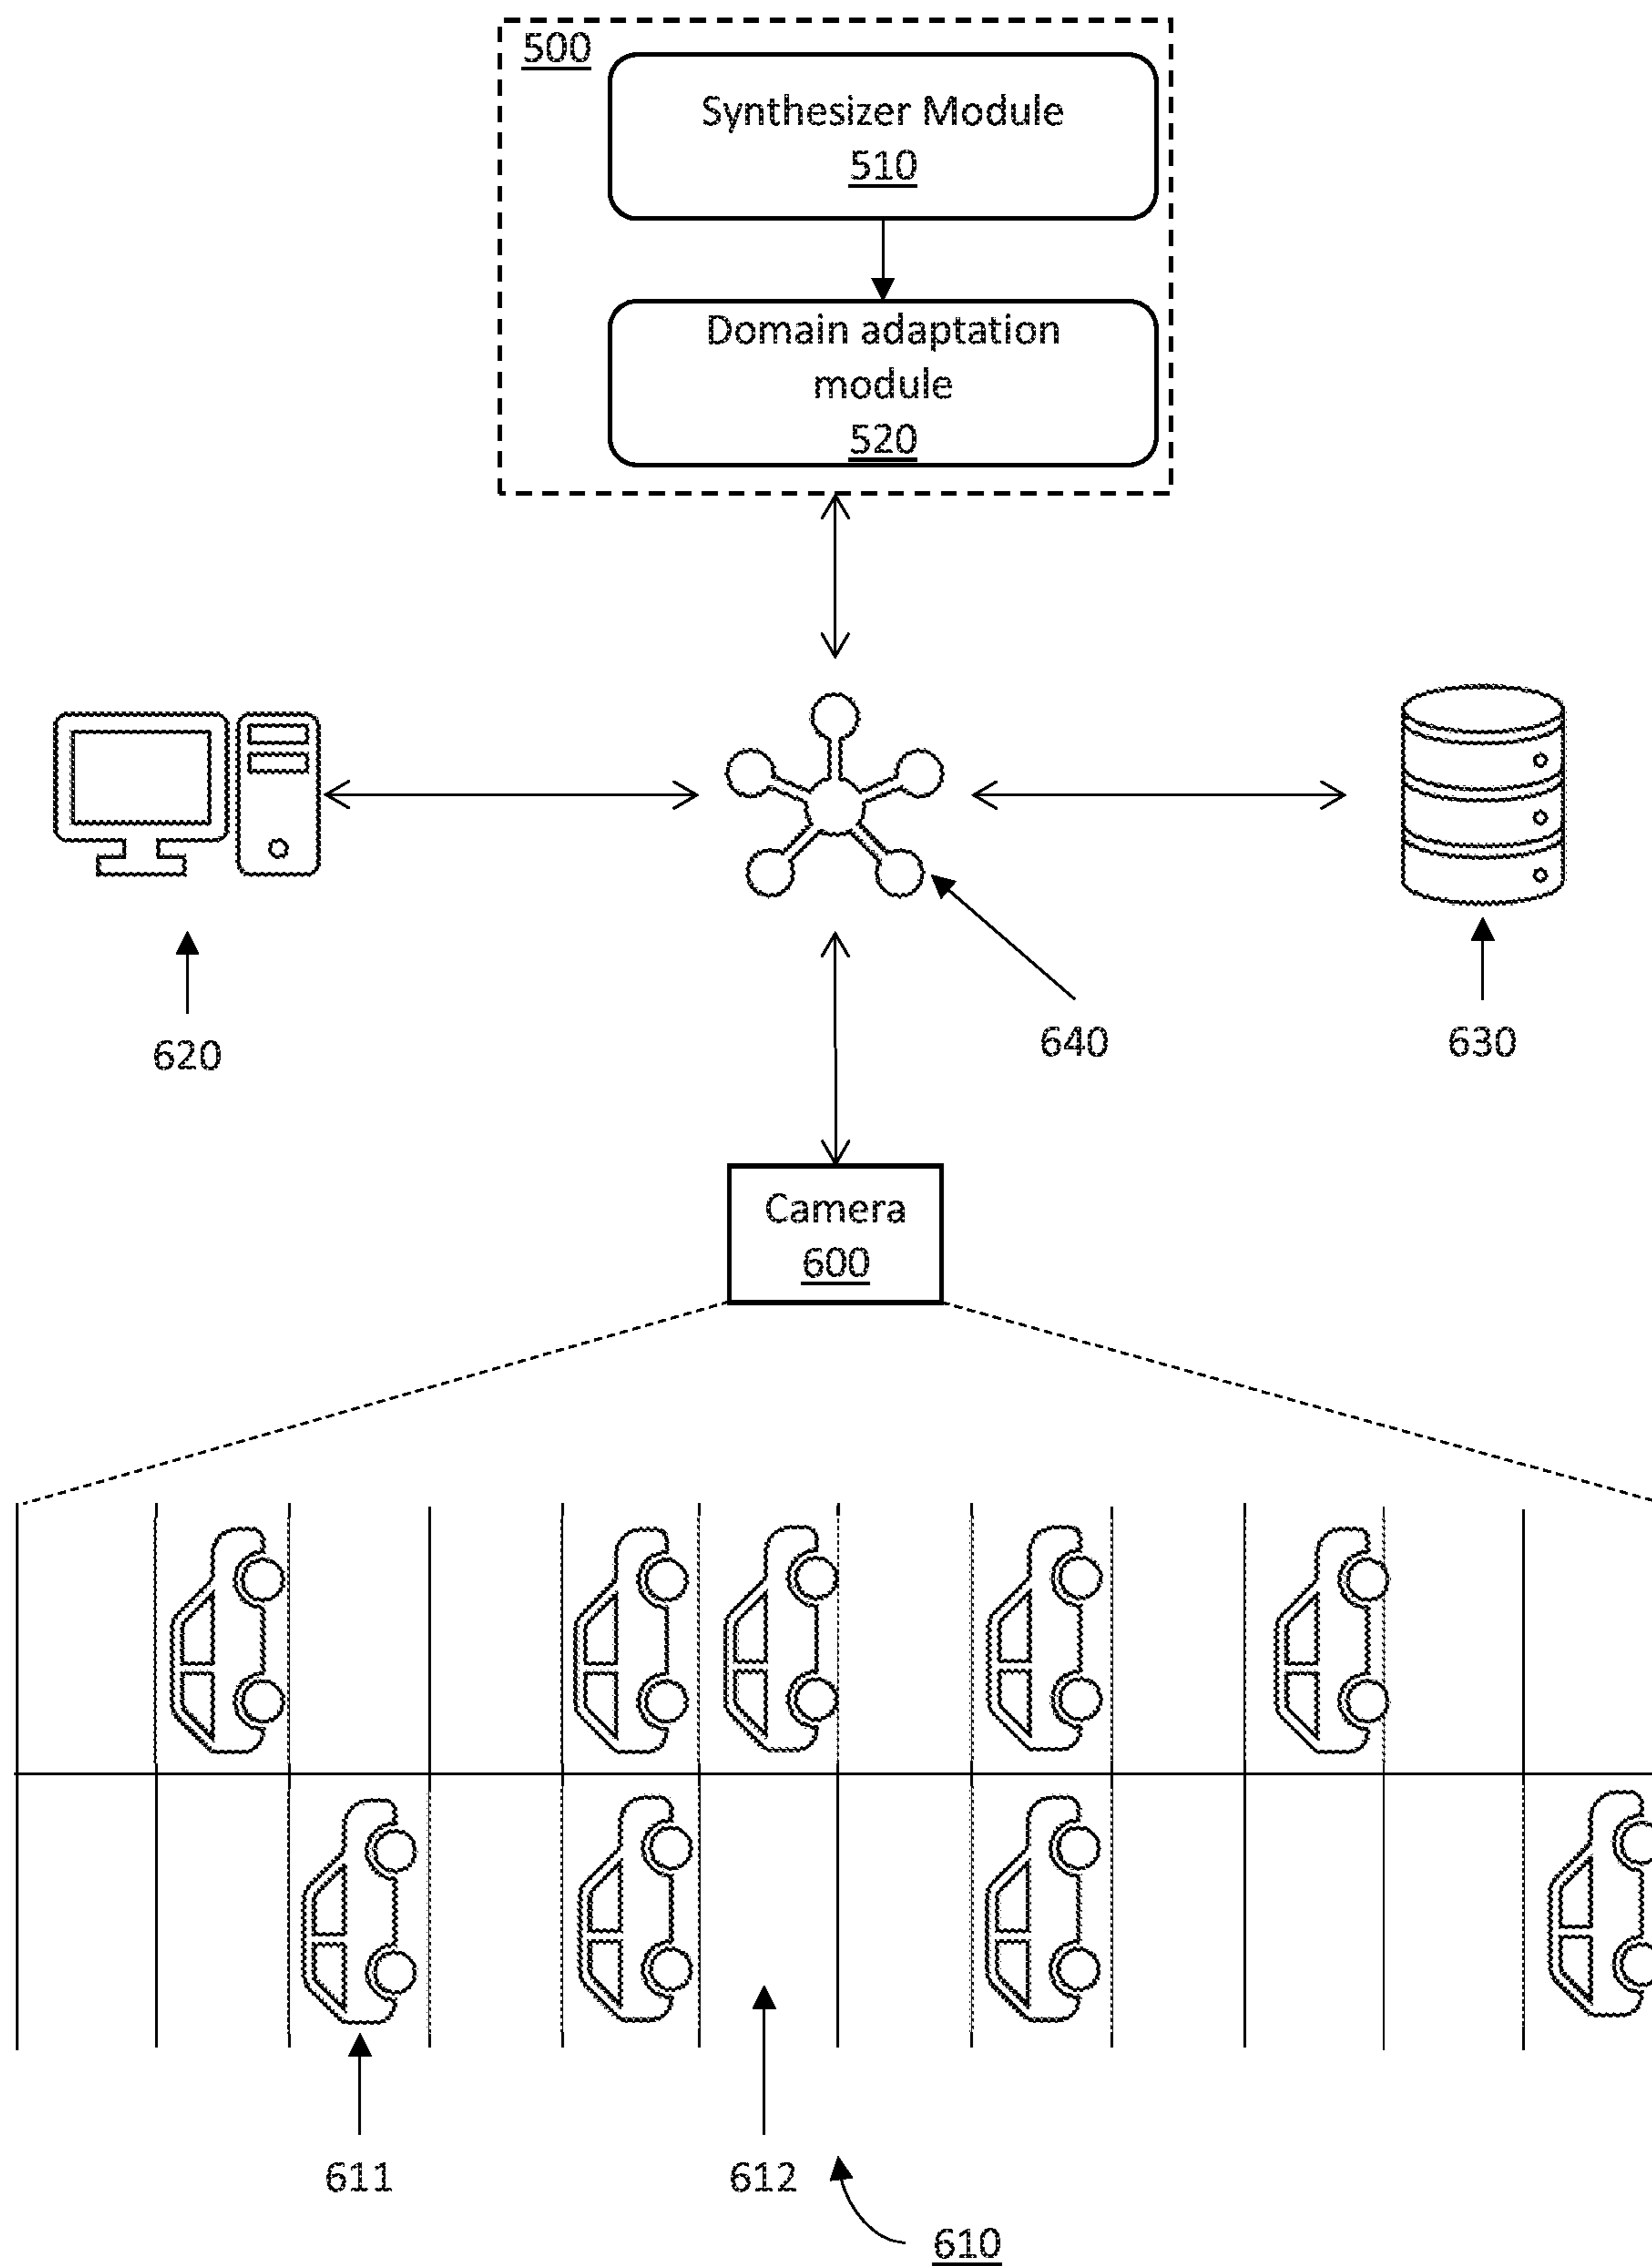 500
Synthesizer Module
510
Domain adaptation
module
520
620
640
630
Camera
600
611
612
610